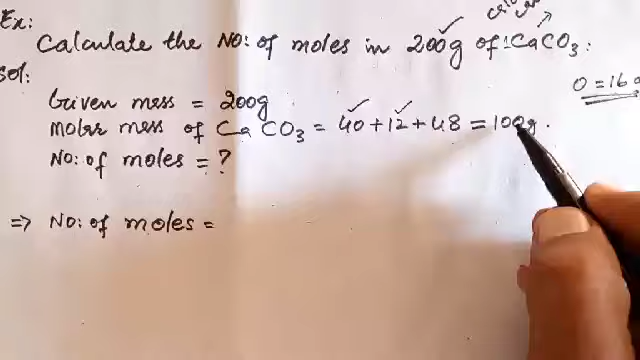 Ex:
Calculate the NO: of moles in 200g of 1CaCO₃:
Sol:
O = 16
Given mass = 200g
Molar mass of CaCO₃ = 40 + 12 + 48 = 100g.
No: of moles = ?
⇒ No: of moles =